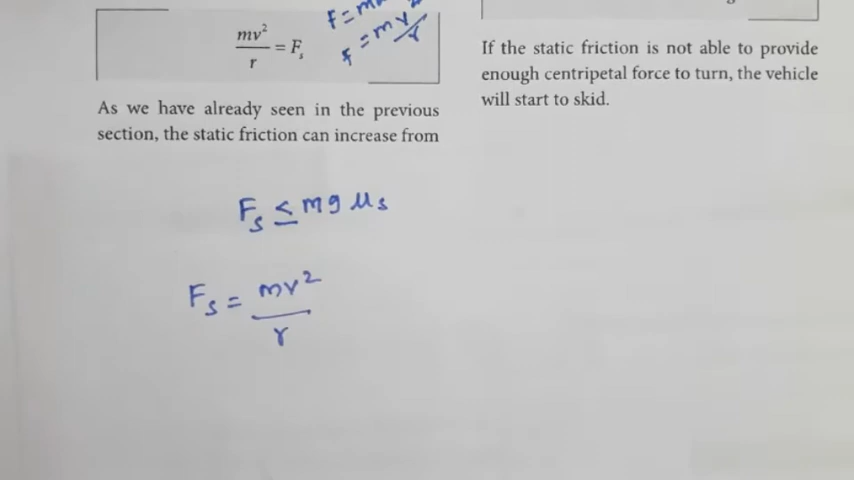 mv²/r = Fₛ
F = mv²/r
As we have already seen in the previous
section, the static friction can increase from
If the static friction is not able to provide
enough centripetal force to turn, the vehicle
will start to skid.
Fₛ ≤ mg μₛ
Fₛ = mv²/r